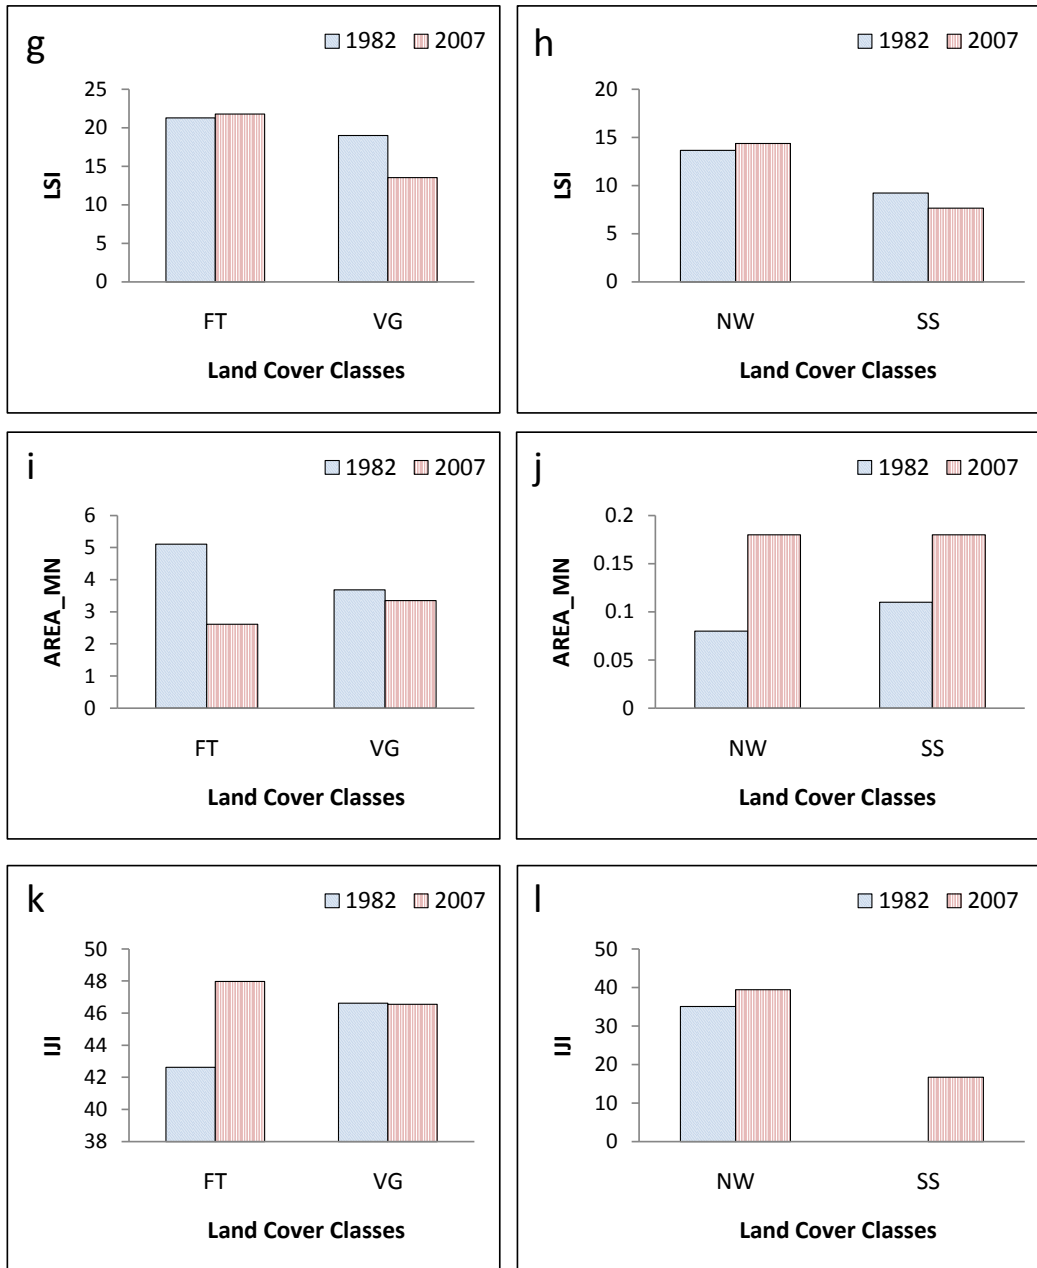 g
1982 2007
25
20
15
10
5
0
LSI
FT VG
Land Cover Classes
h
1982 2007
20
15
10
5
0
LSI
NW SS
Land Cover Classes
i
1982 2007
6
5
4
3
2
1
0
AREA_MN
FT VG
Land Cover Classes
j
1982 2007
0.2
0.15
0.1
0.05
0
AREA_MN
NW SS
Land Cover Classes
k
1982 2007
50
48
46
44
42
40
38
IJI
FT VG
Land Cover Classes
l
1982 2007
50
40
30
20
10
0
IJI
NW SS
Land Cover Classes